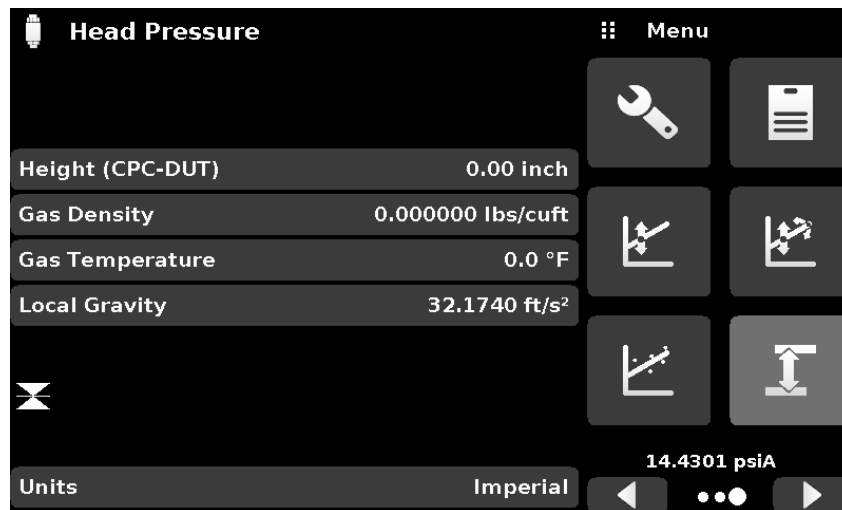 Head Pressure
Menu
Height (CPC-DUT) 0.00 inch
Gas Density 0.000000 lbs/cuft
Gas Temperature 0.0 °F
Local Gravity 32.1740 ft/s²
14.4301 psiA
Units Imperial